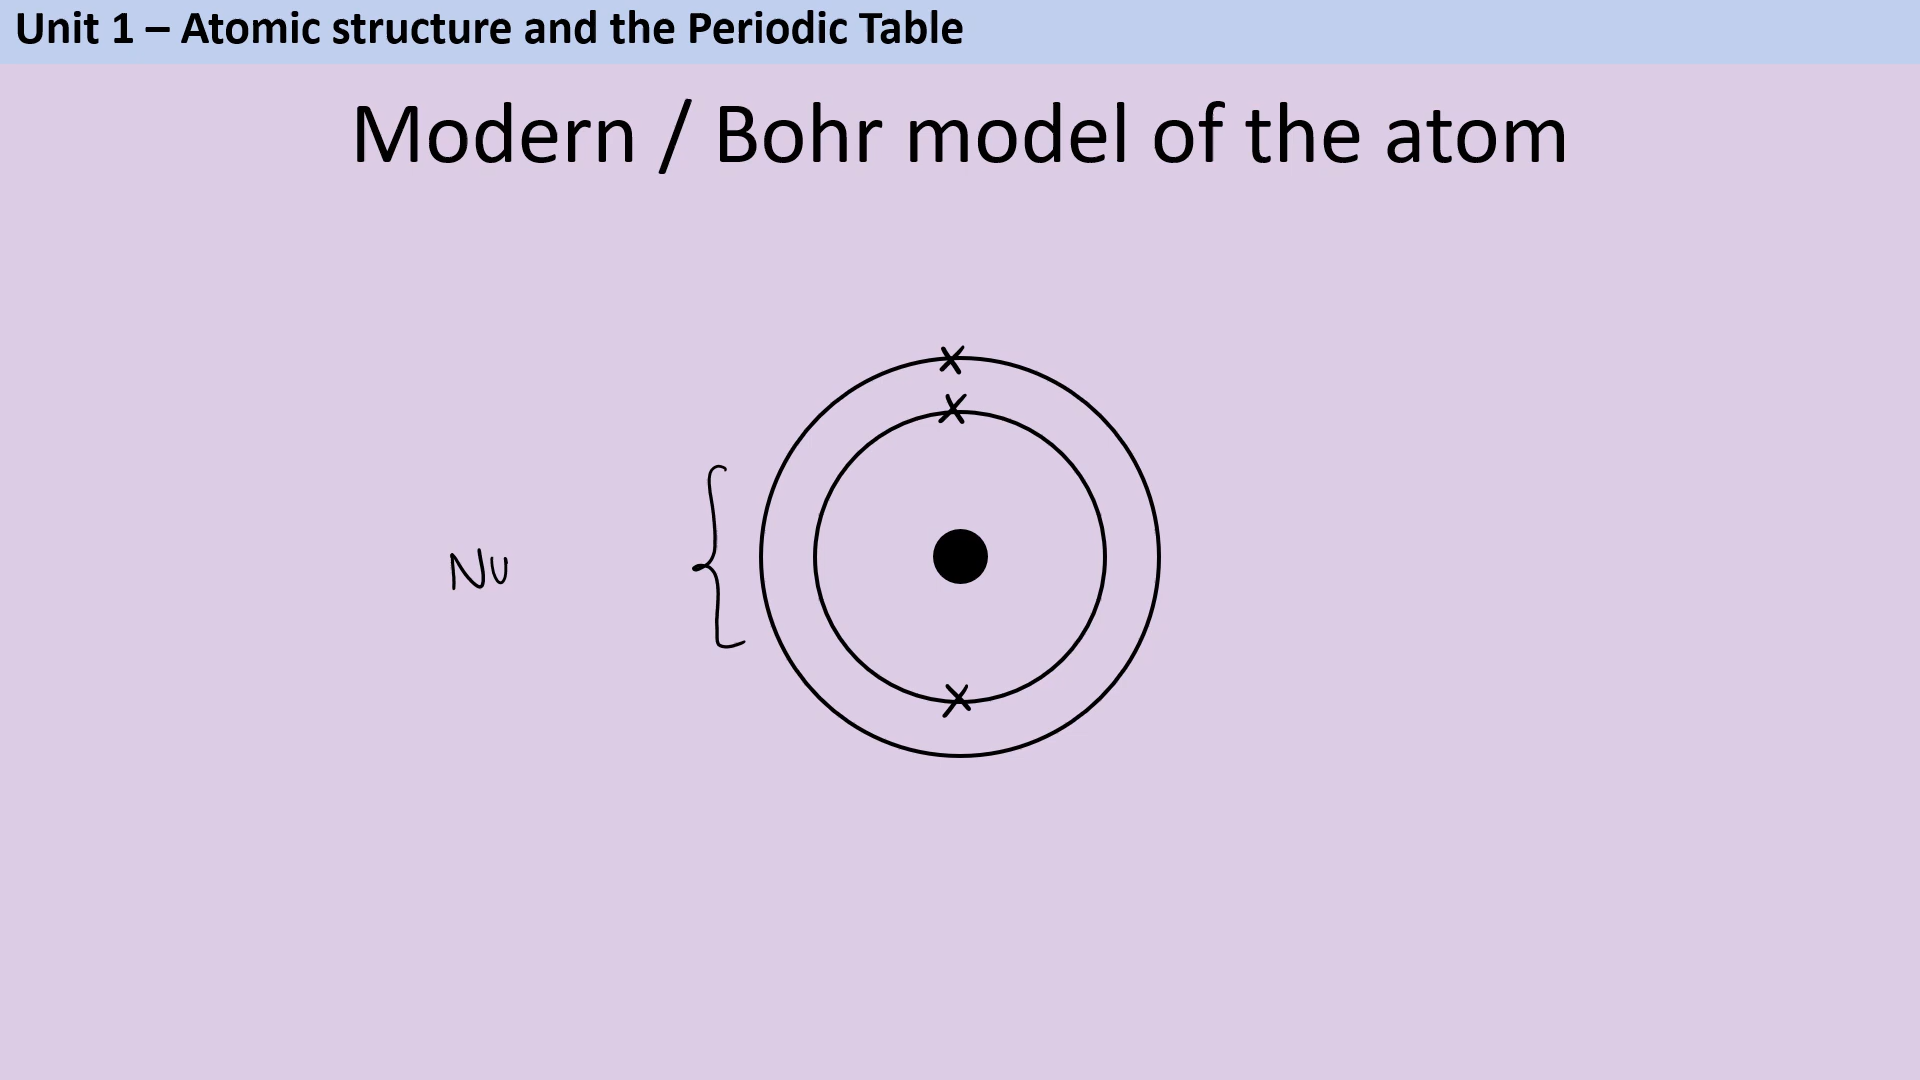 Unit 1 – Atomic structure and the Periodic Table
Modern / Bohr model of the atom
Nu